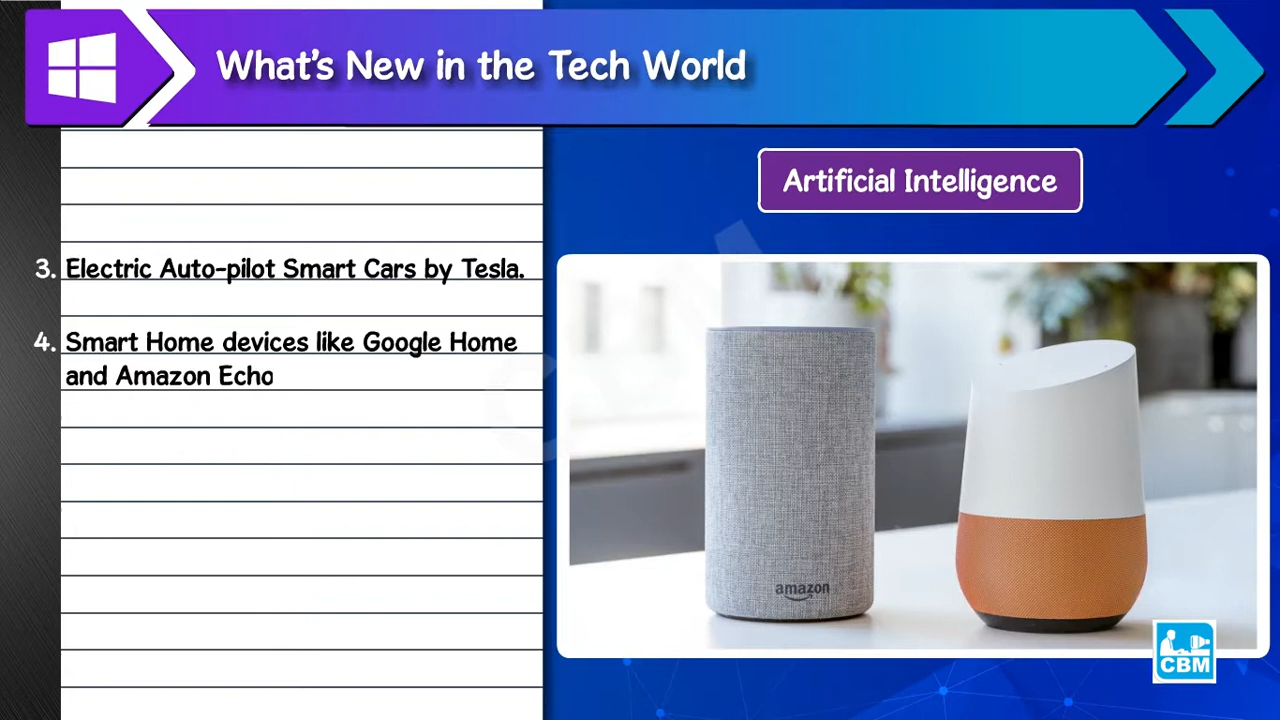 What's New in the Tech World
Artificial Intelligence
3. Electric Auto-pilot Smart Cars by Tesla.
4. Smart Home devices like Google Home
and Amazon Echo
amazon
CBM